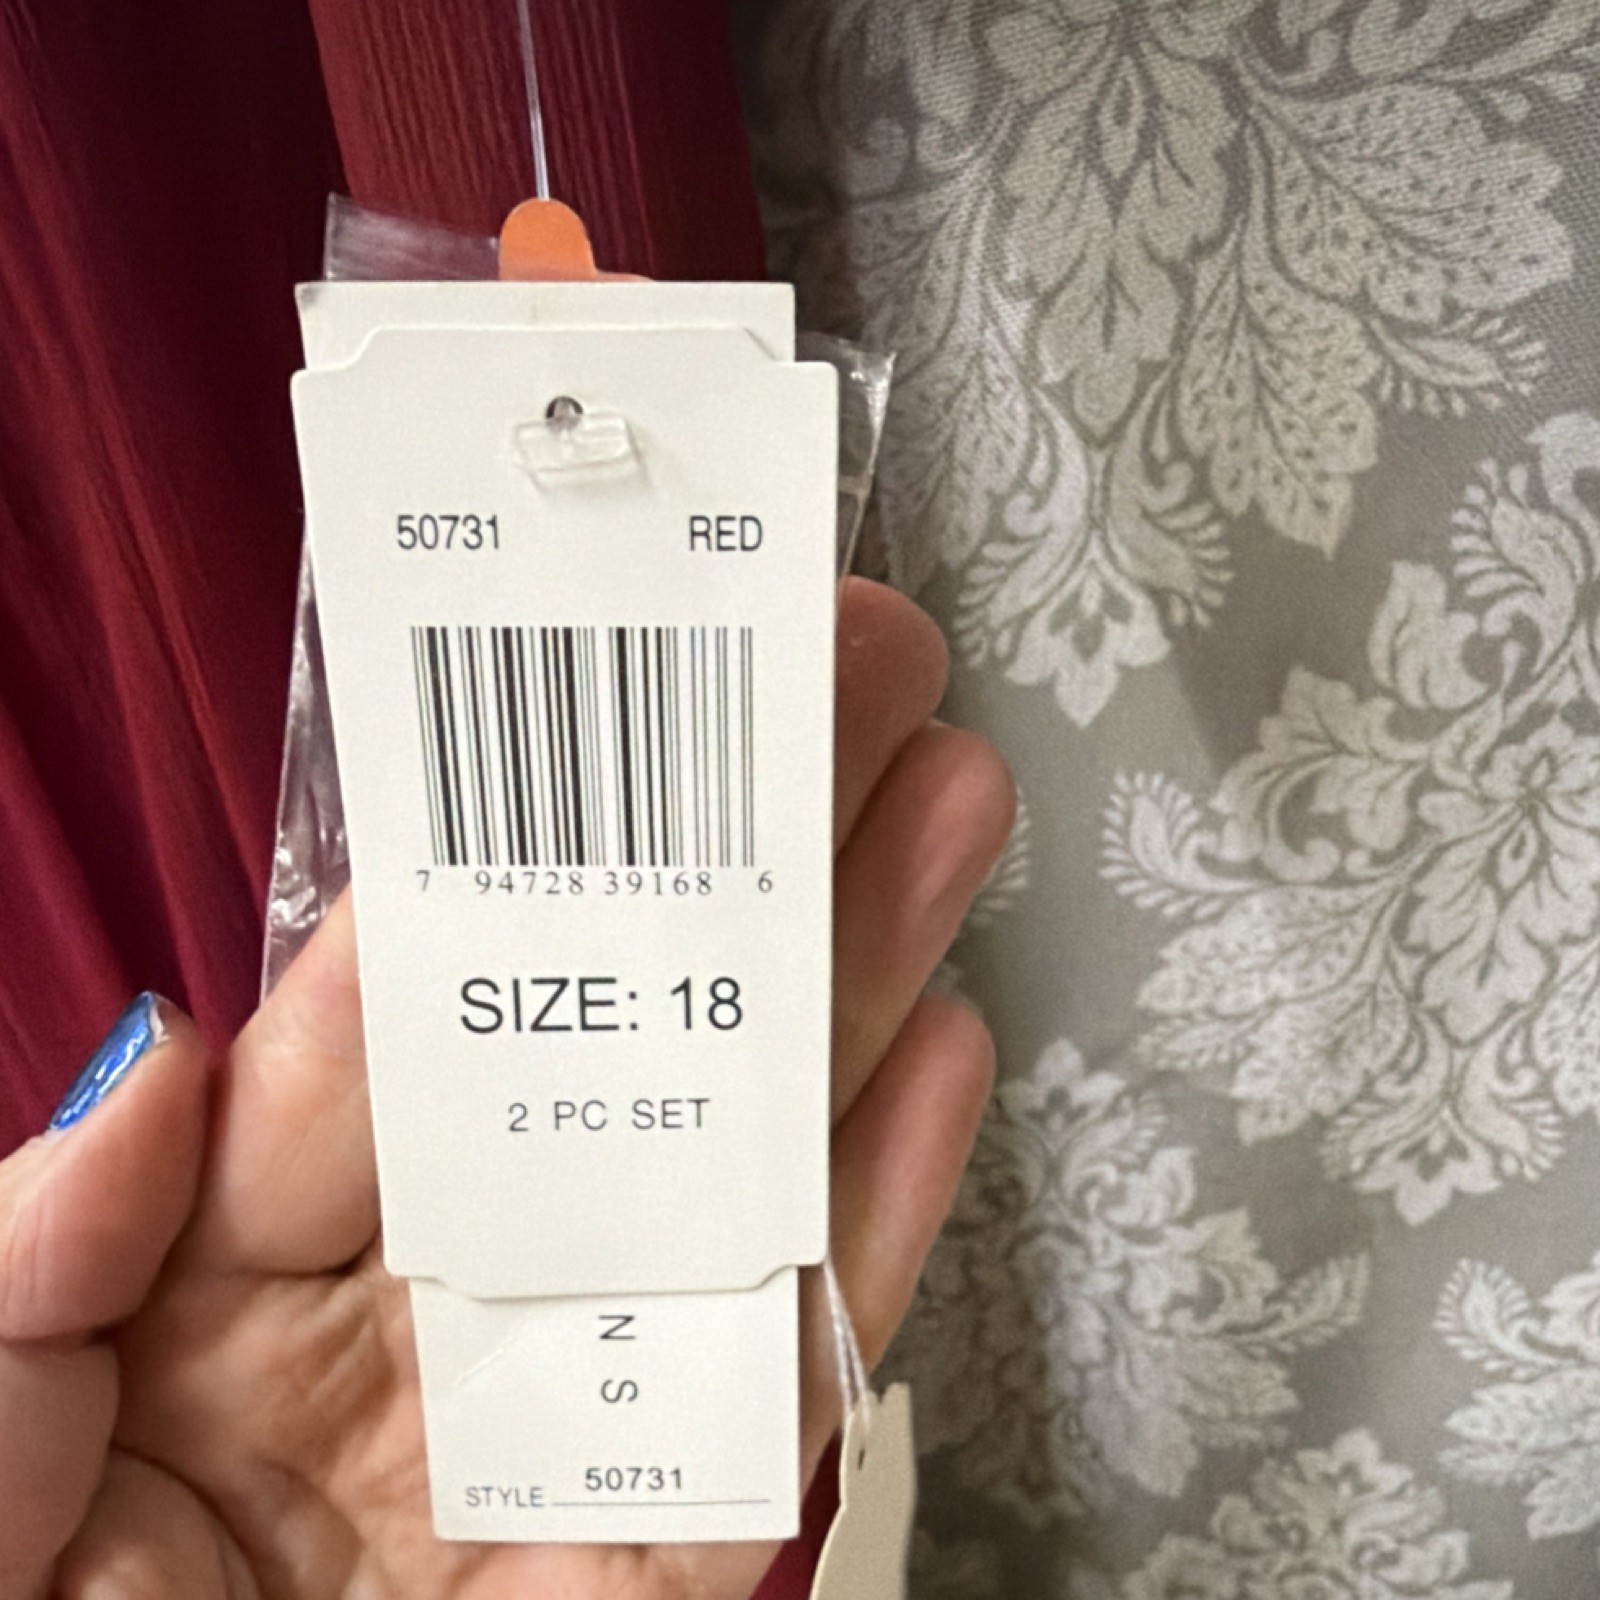 50731 RED
7 94728 39168 6
SIZE: 18
2 PC SET
N
S
STYLE 50731